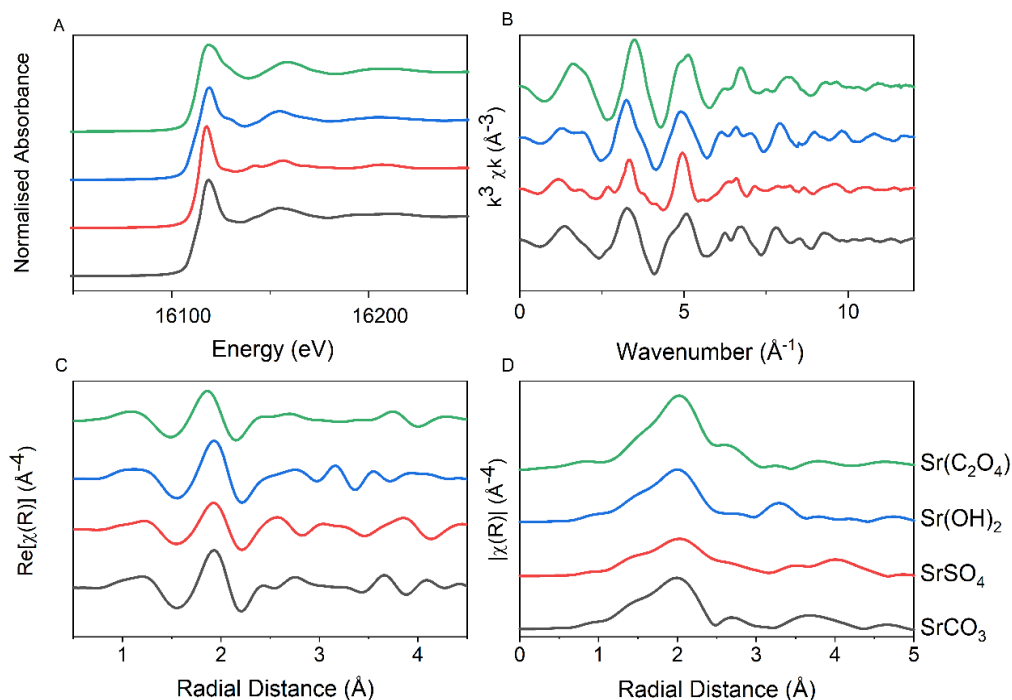 A
Normalised Absorbance
16100 16200
Energy (eV)
B
k³ χk (Å⁻³)
0 5 10
Wavenumber (Å⁻¹)
C
Re[χ(R)] (Å⁻⁴)
1 2 3 4
Radial Distance (Å)
D
|χ(R)| (Å⁻⁴)
Sr(C₂O₄)
Sr(OH)₂
SrSO₄
SrCO₃
0 1 2 3 4 5
Radial Distance (Å)